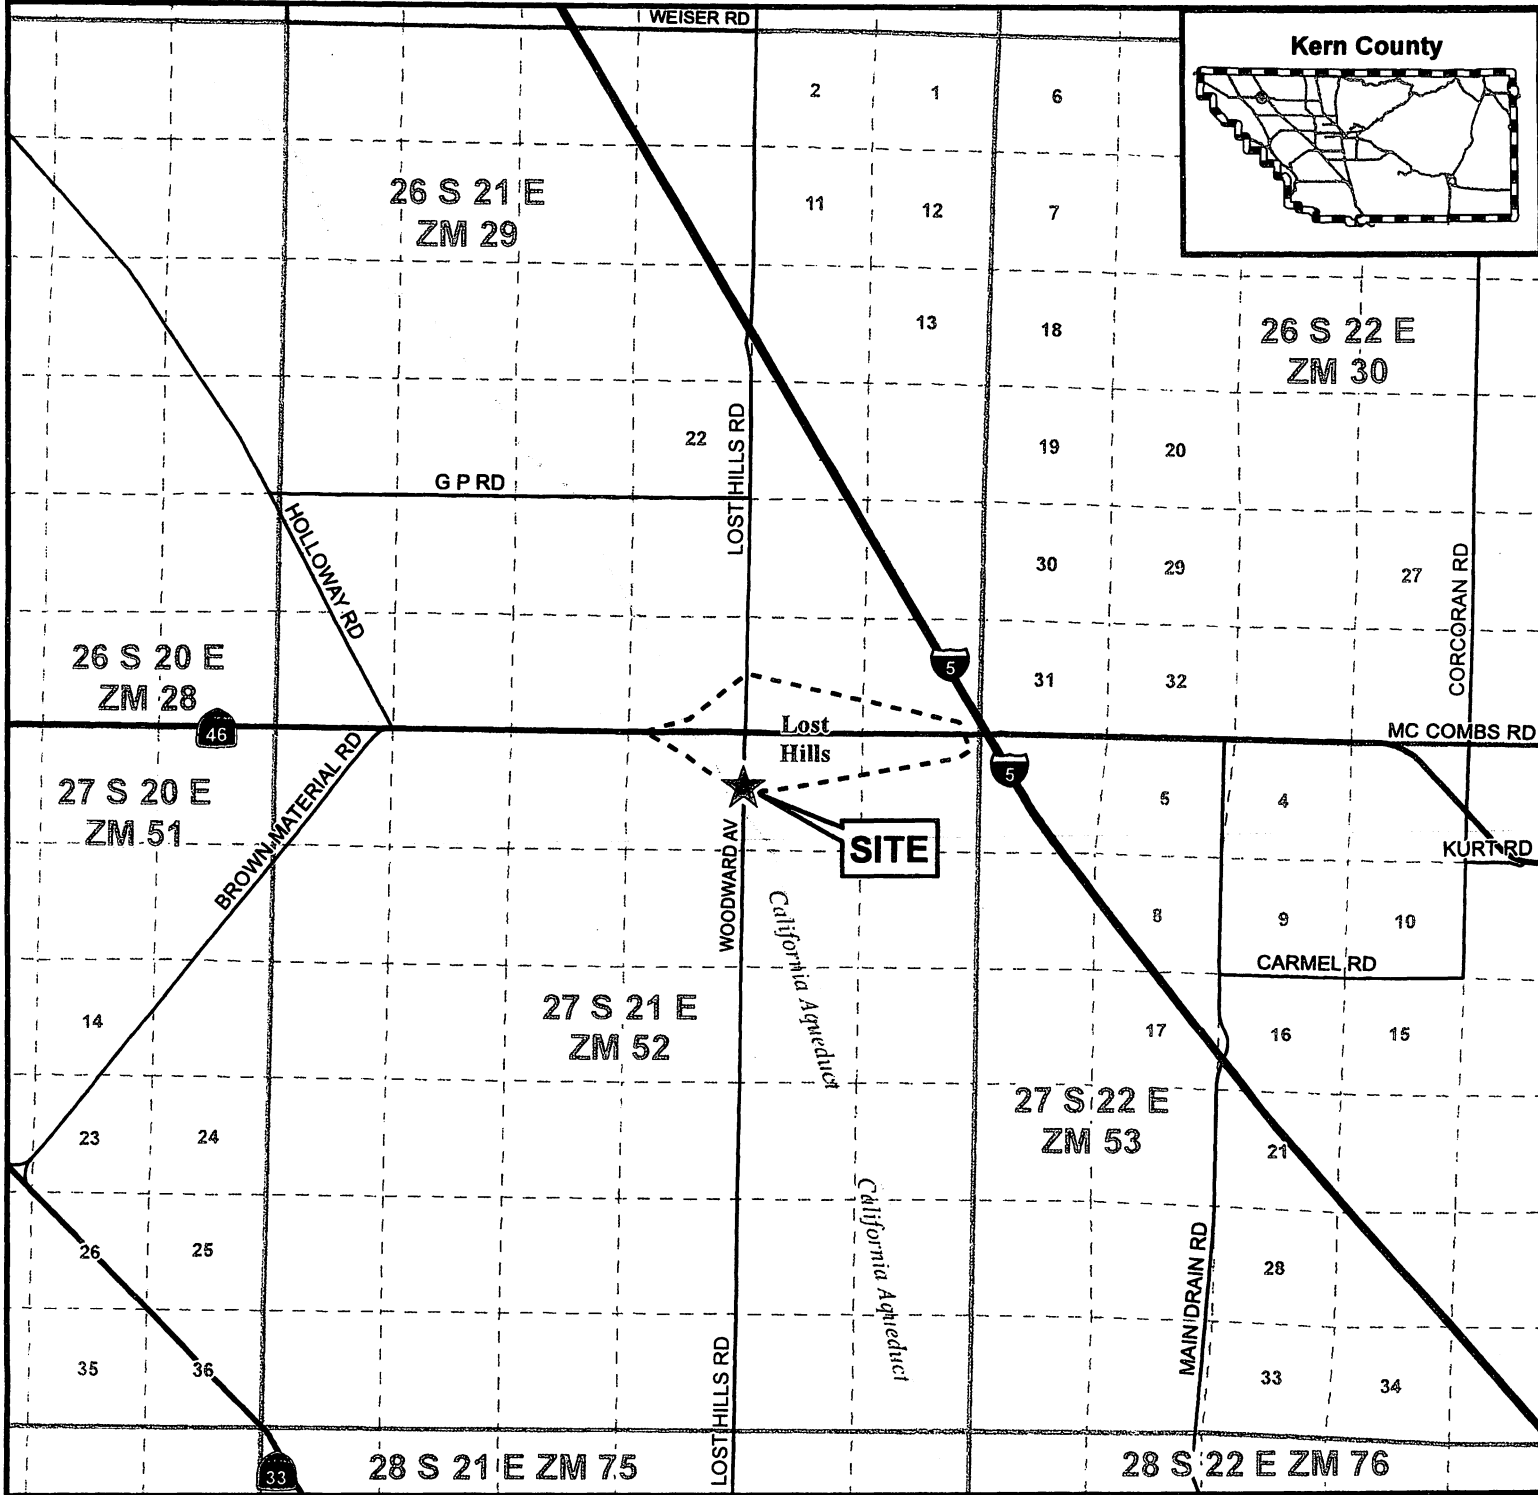 WEISER RD
Kern County
2
1
6
26 S 21 E
ZM 29
11
12
7
13
18
26 S 22 E
ZM 30
LOST HILLS RD
22
19
20
G P RD
HOLLOWAY RD
30
29
27
CORCORAN RD
26 S 20 E
ZM 28
5
31
32
46
Lost
Hills
MC COMBS RD
5
27 S 20 E
ZM 51
BROWN MATERIAL RD
5
4
SITE
KURT RD
WOODWARD AV
California Aqueduct
8
9
10
CARMEL RD
27 S 21 E
ZM 52
14
17
16
15
27 S 22 E
ZM 53
23
24
21
California Aqueduct
26
25
28
MAIN DRAIN RD
35
36
33
34
LOST HILLS RD
33
28 S 21 E ZM 75
28 S 22 E ZM 76